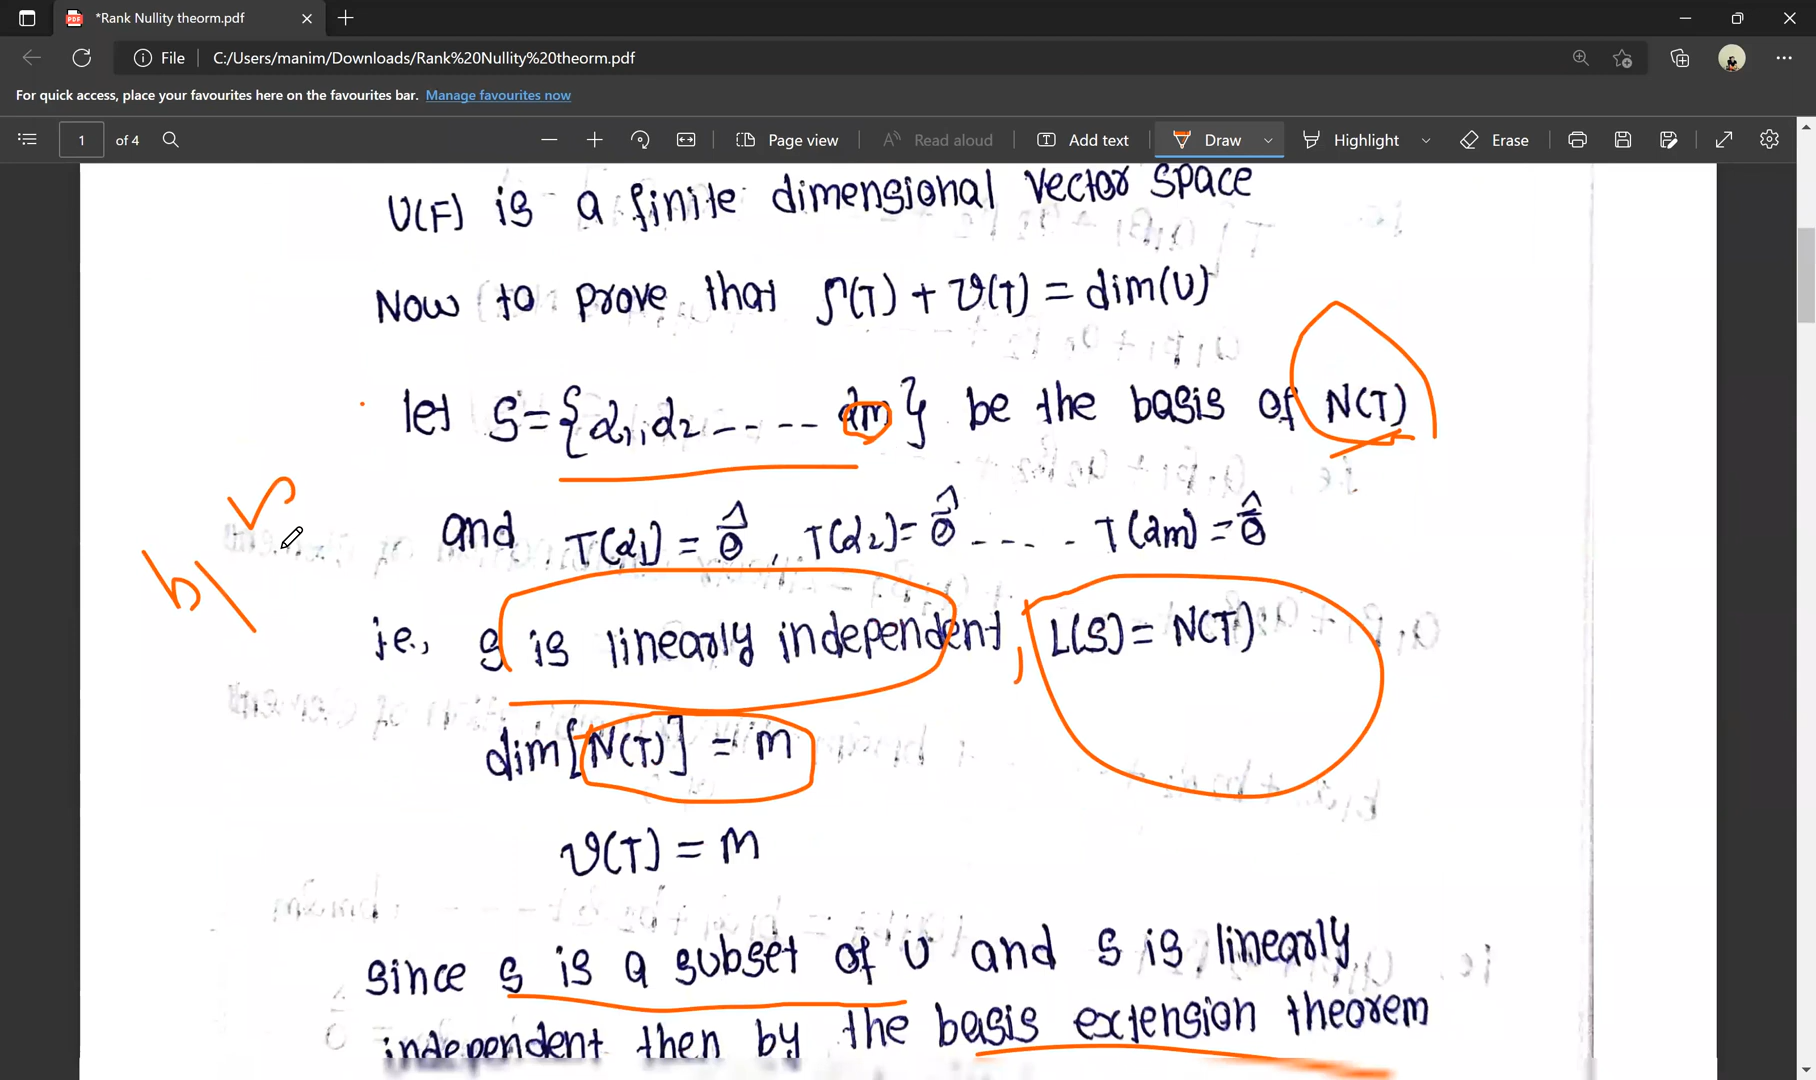 *Rank Nullity theorm.pdf
File C:/Users/manim/Downloads/Rank%20Nullity%20theorm.pdf
For quick access, place your favourites here on the favourites bar. Manage favourites now
1 of 4 Page view Read aloud Add text Draw Highlight Erase
U(F) is a finite dimensional vector space
Now to prove that ρ(T) + ν(T) = dim(U)
let S = {α1, α2 ---- αm} be the basis of N(T)
and T(α1) = 0̂, T(α2) = 0̂ .... T(αm) = 0̂
i.e., S is linearly independent, L(S) = N(T)
dim[N(T)] = m
ν(T) = m
since S is a subset of U and S is linearly
independent then by the basis extension theorem